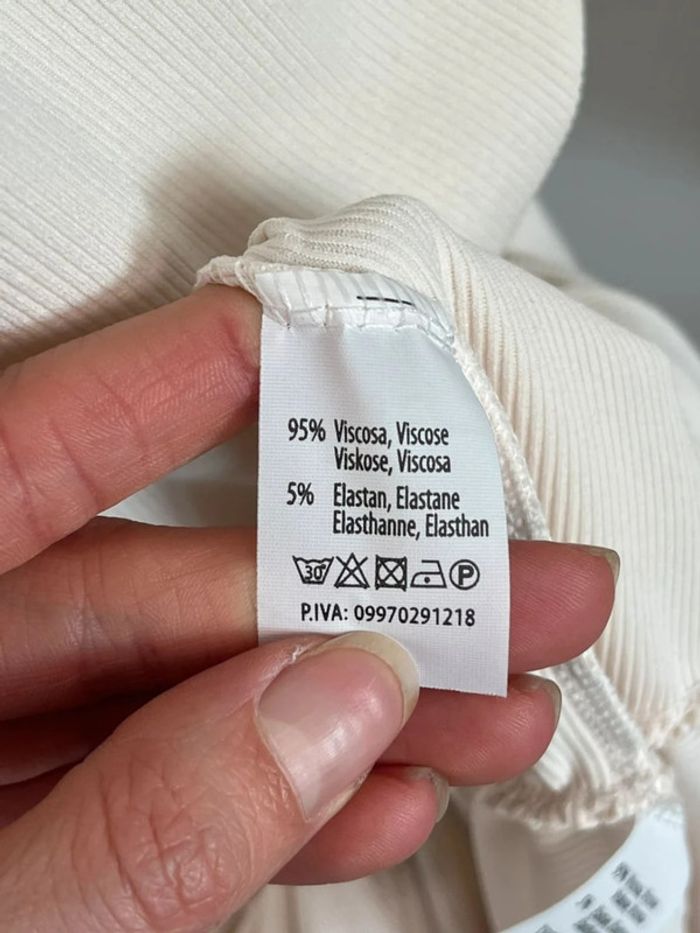 95% Viscosa, Viscose
Viskose, Viscosa
5% Elastan, Elastane
Elasthanne, Elasthan
30 P
P.IVA: 09970291218